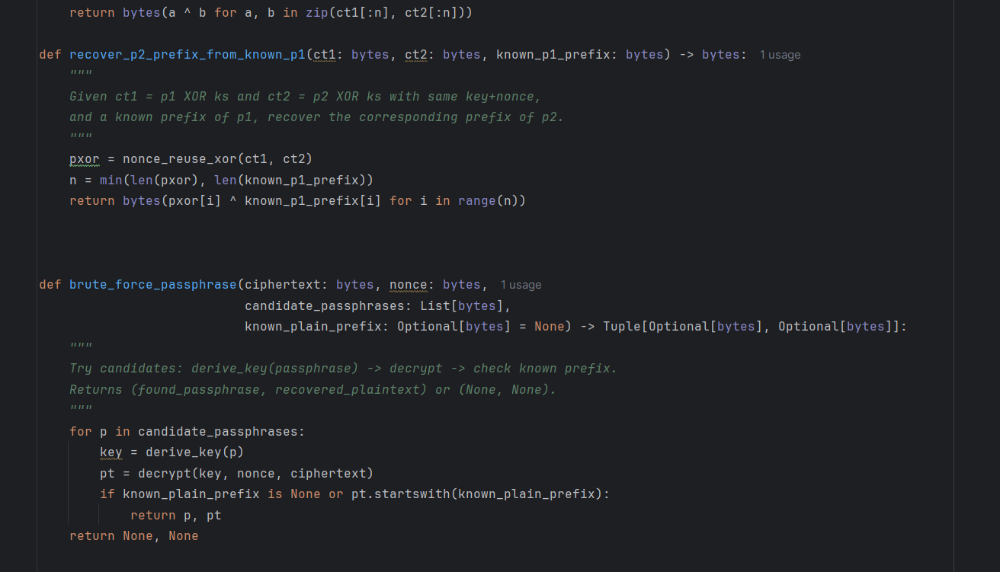 return bytes(a ^ b for a, b in zip(ct1[:n], ct2[:n]))
def recover_p2_prefix_from_known_p1(ct1: bytes, ct2: bytes, known_p1_prefix: bytes) -> bytes: 1 usage
    """
    Given ct1 = p1 XOR ks and ct2 = p2 XOR ks with same key+nonce,
    and a known prefix of p1, recover the corresponding prefix of p2.
    """
    pxor = nonce_reuse_xor(ct1, ct2)
    n = min(len(pxor), len(known_p1_prefix))
    return bytes(pxor[i] ^ known_p1_prefix[i] for i in range(n))
def brute_force_passphrase(ciphertext: bytes, nonce: bytes, 1 usage
                           candidate_passphrases: List[bytes],
                           known_plain_prefix: Optional[bytes] = None) -> Tuple[Optional[bytes], Optional[bytes]]:
    """
    Try candidates: derive_key(passphrase) -> decrypt -> check known prefix.
    Returns (found_passphrase, recovered_plaintext) or (None, None).
    """
    for p in candidate_passphrases:
        key = derive_key(p)
        pt = decrypt(key, nonce, ciphertext)
        if known_plain_prefix is None or pt.startswith(known_plain_prefix):
            return p, pt
    return None, None